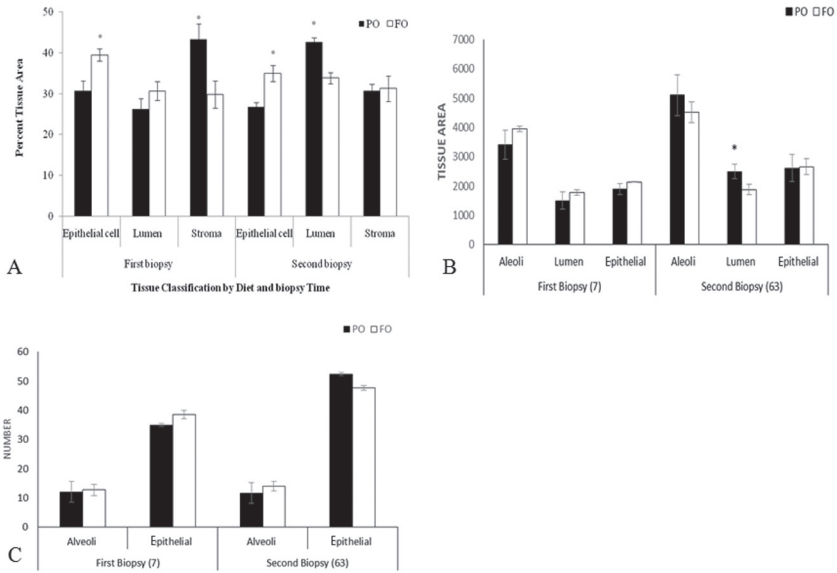 PO FO
50
40
30
20
10
0
Percent Tissue Area
*
*
*
*
Epithelial cell Lumen Stroma Epithelial cell Lumen Stroma
First biopsy Second biopsy
Tissue Classification by Diet and biopsy Time
A
PO FO
7000
6000
5000
4000
3000
2000
1000
0
TISSUE AREA
*
Aleoli Lumen Epithelial Aleoli Lumen Epithelial
First Biopsy (7) Second Biopsy (63)
B
PO FO
60
50
40
30
20
10
0
NUMBER
Alveoli Epithelial Alveoli Epithelial
First Biopsy (7) Second Biopsy (63)
C